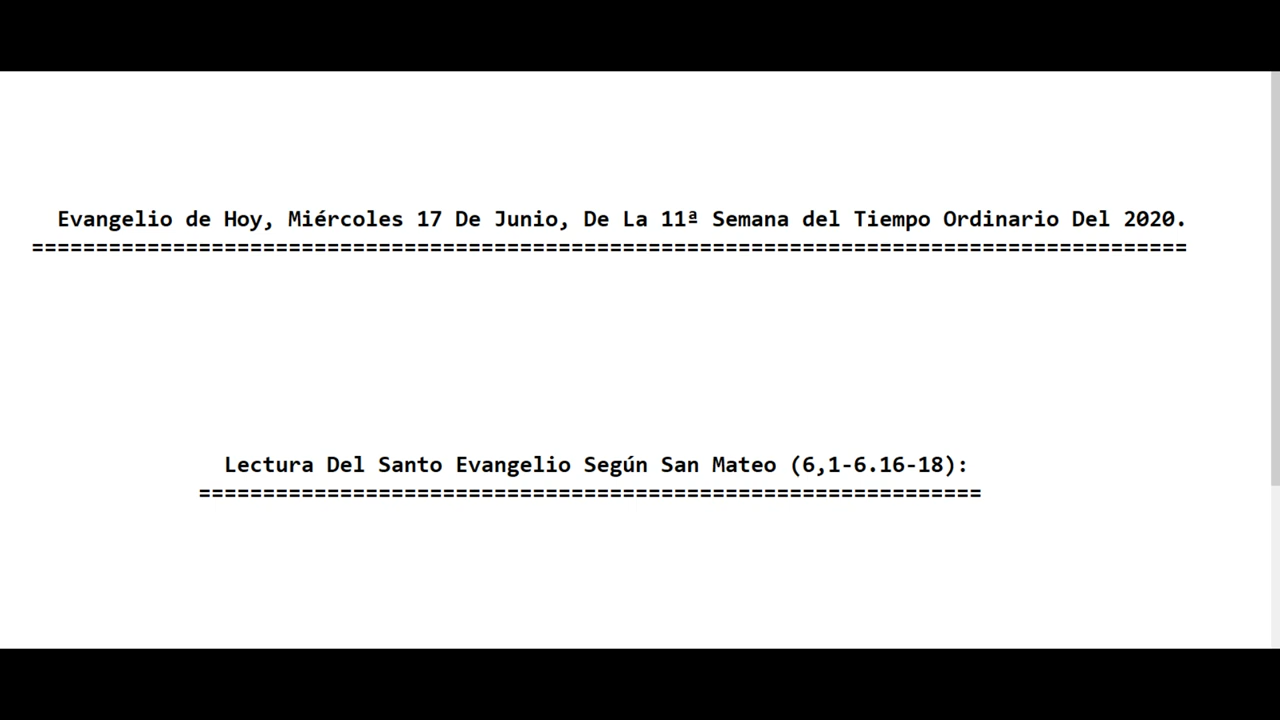 Evangelio de Hoy, Miércoles 17 De Junio, De La 11ª Semana del Tiempo Ordinario Del 2020.
==========================================================================================
Lectura Del Santo Evangelio Según San Mateo (6,1-6.16-18):
=============================================================